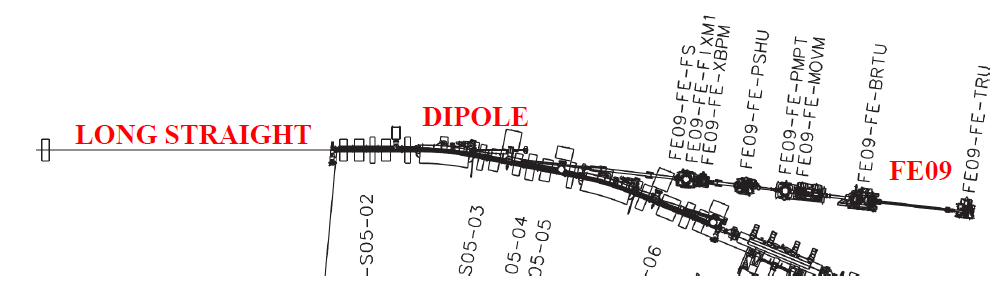 LONG STRAIGHT
DIPOLE
FE09-FE-FS
FE09-FE-FIXM1
FE09-FE-XBPM
FE09-FE-PSHU
FE09-FE-PMPT
FE09-FE-MOVM
FE09-FE-BRTU
FE09
FE09-FE-TRU
-S05-02
S05-03
05-04
05-05
-06